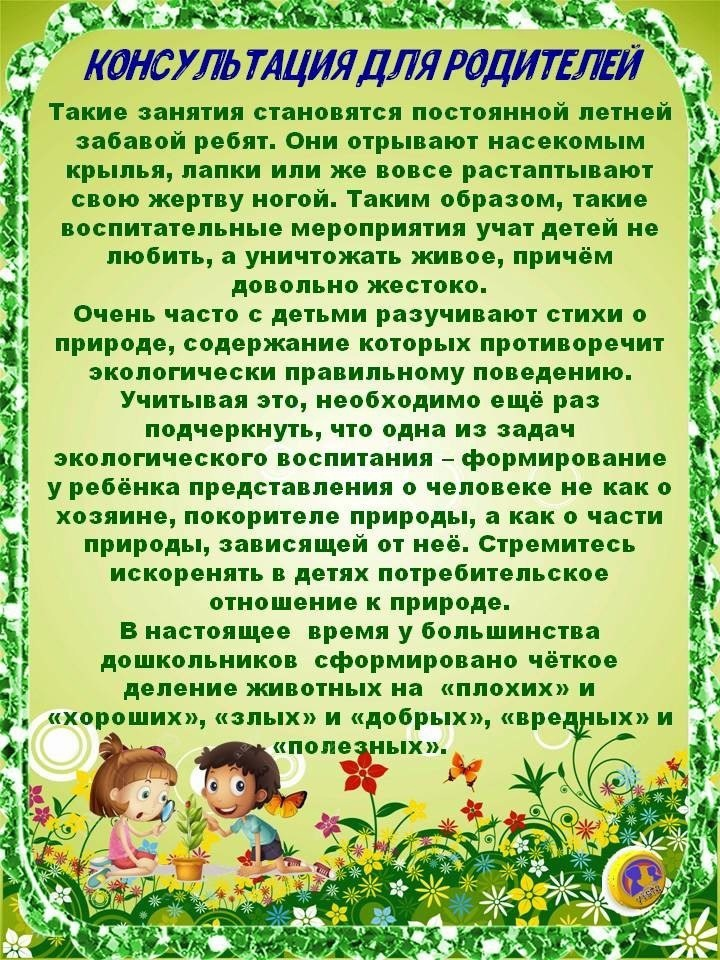 КОНСУЛЬТАЦИЯ ДЛЯ РОДИТЕЛЕЙ
Такие занятия становятся постоянной летней
забавой ребят. Они отрывают насекомым
крылья, лапки или же вовсе растаптывают
свою жертву ногой. Таким образом, такие
воспитательные мероприятия учат детей не
любить, а уничтожать живое, причём
довольно жестоко.
Очень часто с детьми разучивают стихи о
природе, содержание которых противоречит
экологически правильному поведению.
Учитывая это, необходимо ещё раз
подчеркнуть, что одна из задач
экологического воспитания – формирование
у ребёнка представления о человеке не как о
хозяине, покорителе природы, а как о части
природы, зависящей от неё. Стремитесь
искоренять в детях потребительское
отношение к природе.
В настоящее время у большинства
дошкольников сформировано чёткое
деление животных на «плохих» и
«хороших», «злых» и «добрых», «вредных» и
«полезных».